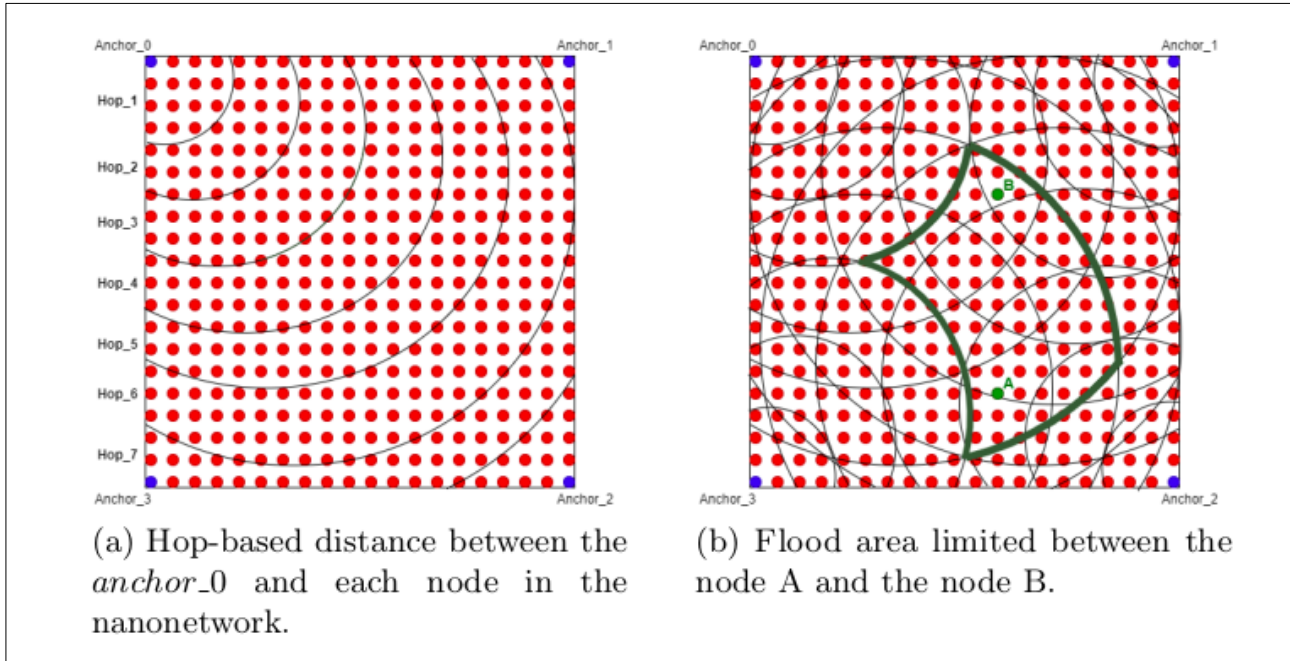 Anchor_0 Anchor_1
Hop_1
Hop_2
Hop_3
Hop_4
Hop_5
Hop_6
Hop_7
Anchor_3 Anchor_2
(a) Hop-based distance between the
anchor_0 and each node in the
nanonetwork.
Anchor_0 Anchor_1
B
A
Anchor_3 Anchor_2
(b) Flood area limited between the
node A and the node B.